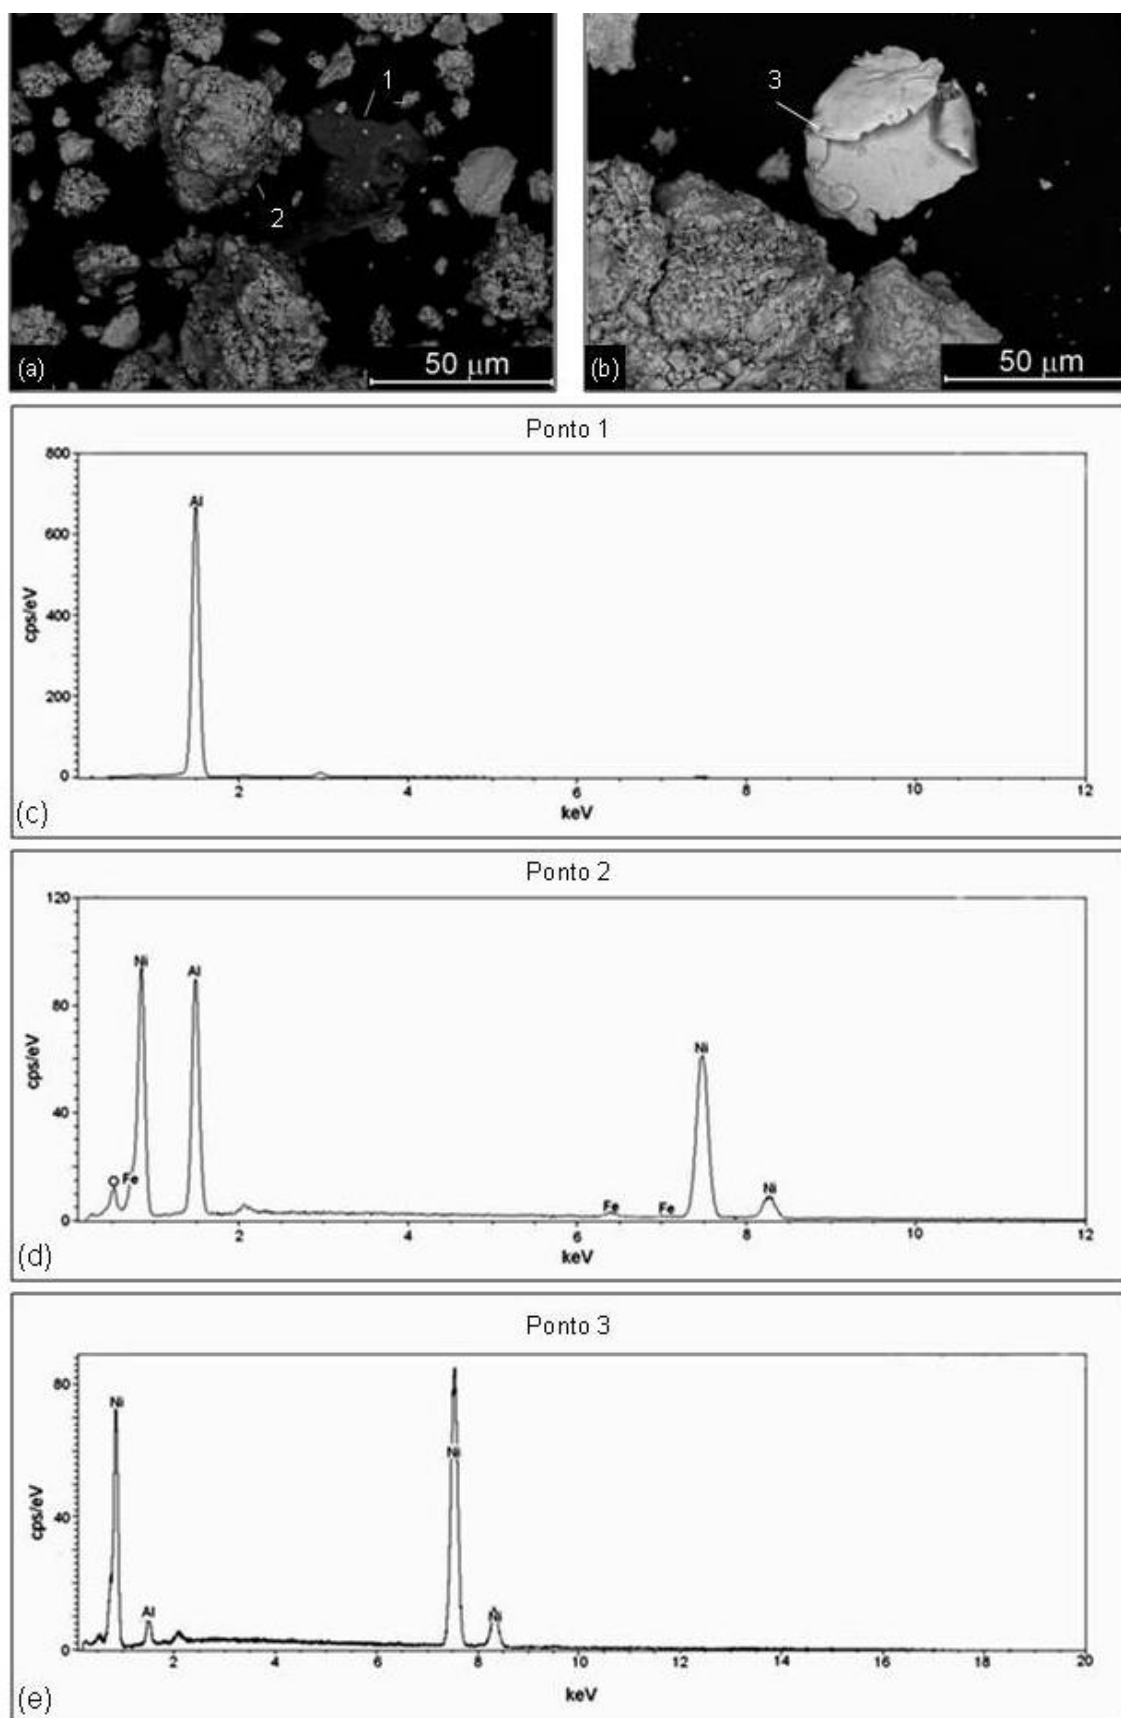 1
2
(a)
50 μm
3
(b)
50 μm
Ponto 1
800
600
400
200
0
Al
cps/eV
2
4
6
8
10
12
keV
(c)
Ponto 2
120
80
40
0
Ni
Al
O
Fe
Fe
Fe
Ni
Ni
cps/eV
2
4
6
8
10
12
keV
(d)
Ponto 3
80
40
0
Ni
Al
Ni
Ni
cps/eV
2
4
6
8
10
12
14
16
18
20
keV
(e)